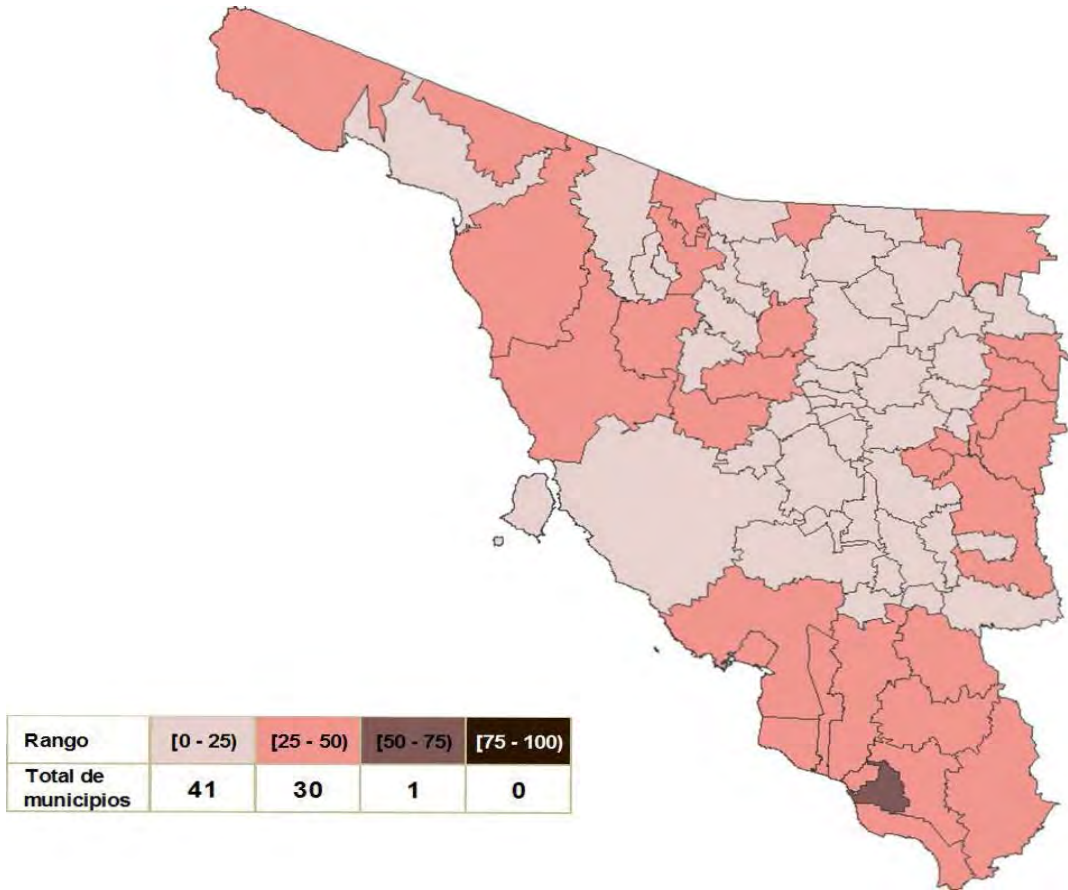 Rango [0 - 25) [25 - 50) [50 - 75) [75 - 100)
Total de
municipios 41 30 1 0